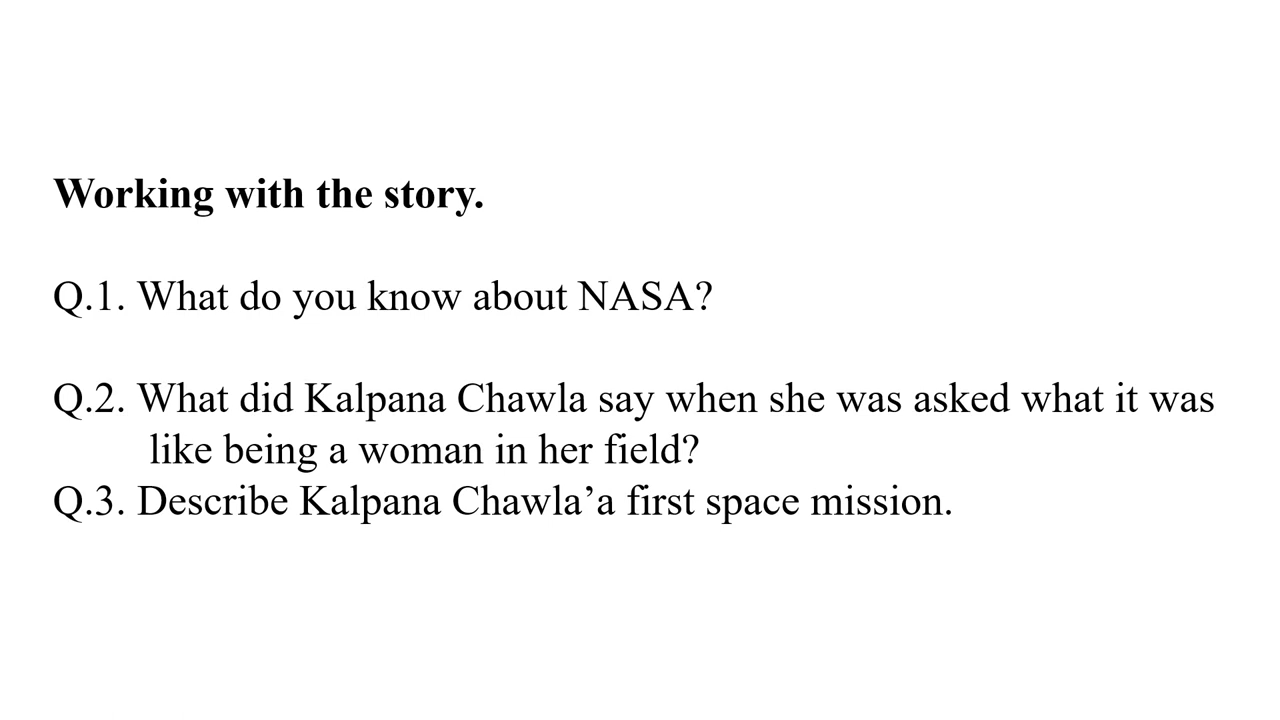 Working with the story.
Q.1. What do you know about NASA?
Q.2. What did Kalpana Chawla say when she was asked what it was
like being a woman in her field?
Q.3. Describe Kalpana Chawla’a first space mission.